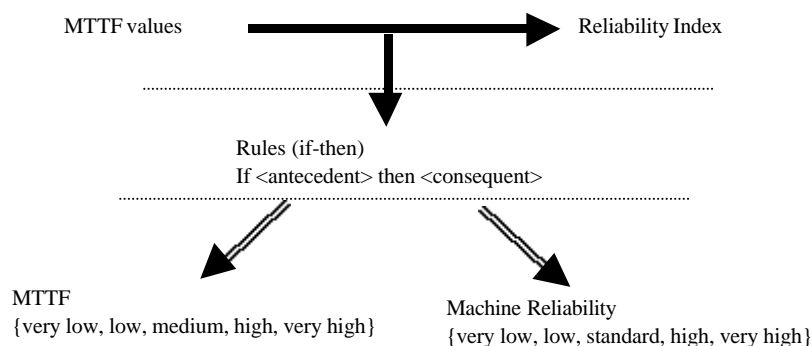 MTTF values
Reliability Index
Rules (if-then)
If <antecedent> then <consequent>
MTTF
{very low, low, medium, high, very high}
Machine Reliability
{very low, low, standard, high, very high}